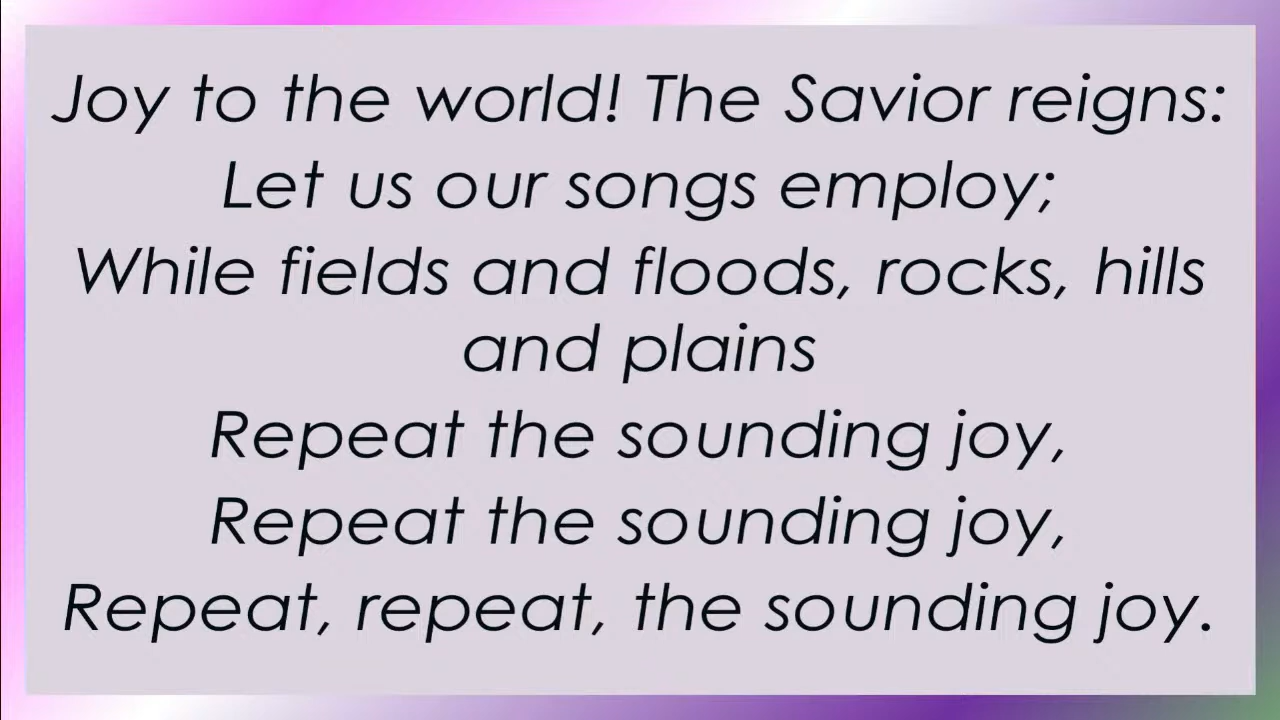 Joy to the world! The Savior reigns:
Let us our songs employ;
While fields and floods, rocks, hills
and plains
Repeat the sounding joy,
Repeat the sounding joy,
Repeat, repeat, the sounding joy.